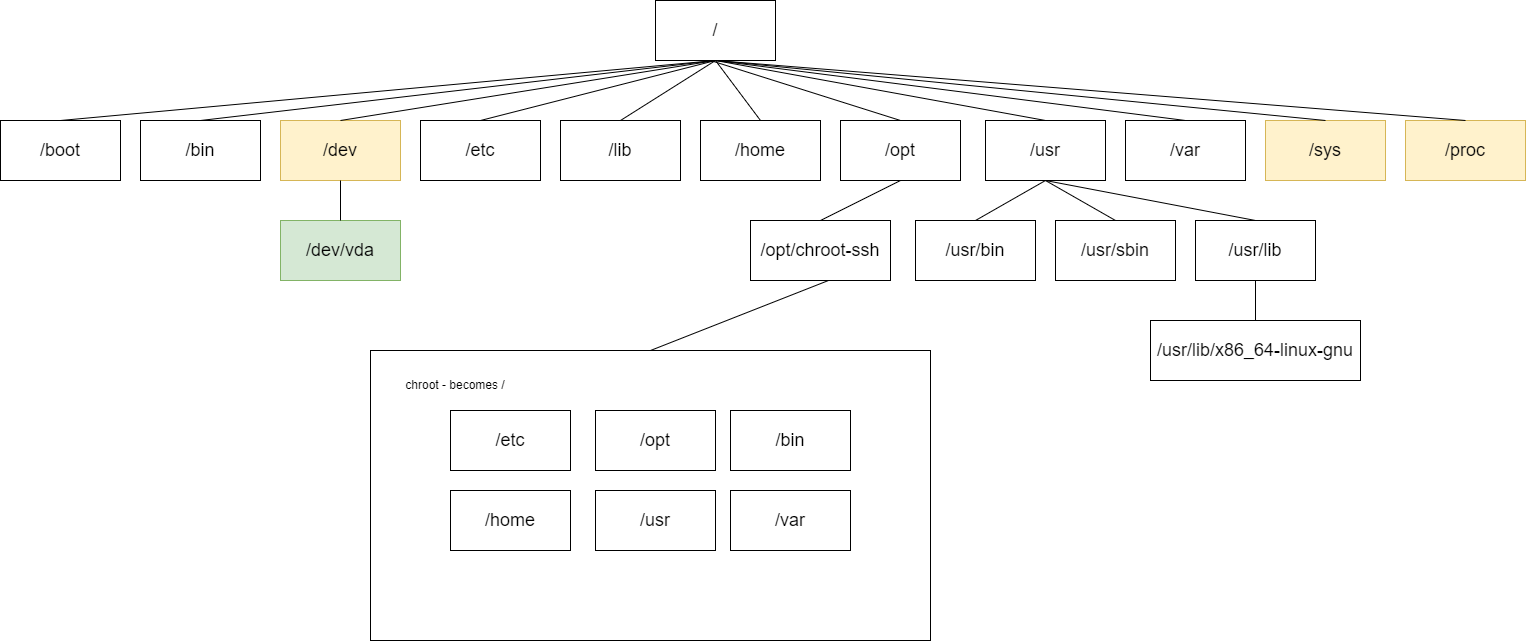 /
/boot
/bin
/dev
/etc
/lib
/home
/opt
/usr
/var
/sys
/proc
/dev/vda
/opt/chroot-ssh
/usr/bin
/usr/sbin
/usr/lib
/usr/lib/x86_64-linux-gnu
chroot - becomes /
/etc
/opt
/bin
/home
/usr
/var